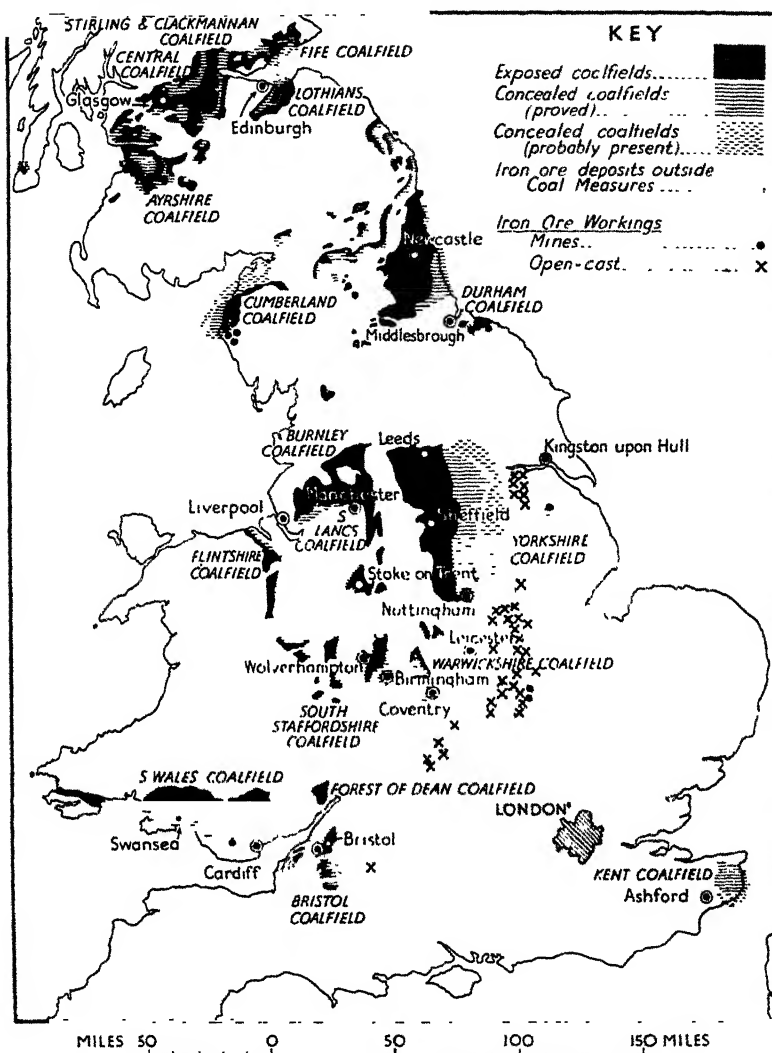 STIRLING & CLACKMANNAN
COALFIELD
CENTRAL
COALFIELD
FIFE COALFIELD
Glasgow
LOTHIANS
COALFIELD
Edinburgh
AYRSHIRE
COALFIELD
KEY
Exposed coalfields
Concealed coalfields
(proved)
Concealed coalfields
(probably present)
Iron ore deposits outside
Coal Measures
Iron Ore Workings
Mines
Open-cast
Newcastle
CUMBERLAND
COALFIELD
DURHAM
COALFIELD
Middlesbrough
BURNLEY
COALFIELD
Leeds
Kingston upon Hull
Manchester
Liverpool
S
LANCS
COALFIELD
Sheffield
YORKSHIRE
COALFIELD
FLINTSHIRE
COALFIELD
Stoke on Trent
Nottingham
Leicester
Wolverhampton
WARWICKSHIRE COALFIELD
Birmingham
Coventry
SOUTH
STAFFORDSHIRE
COALFIELD
S WALES COALFIELD
FOREST OF DEAN COALFIELD
LONDON
Swansea
Cardiff
Bristol
BRISTOL
COALFIELD
KENT COALFIELD
Ashford
MILES 50 0 50 100 150 MILES